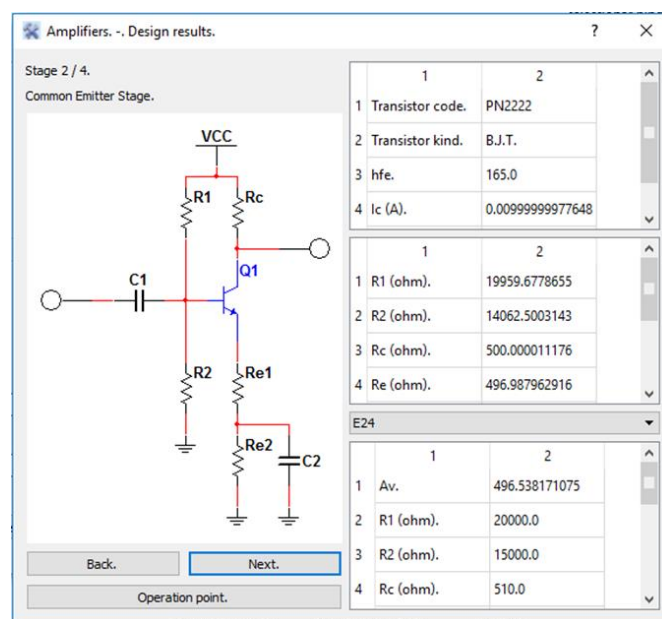 Amplifiers. -. Design results.
?
Stage 2 / 4.
Common Emitter Stage.
VCC
R1
Rc
Q1
C1
R2
Re1
Re2
C2
Back.
Next.
Operation point.
1 2
1 Transistor code. PN2222
2 Transistor kind. B.J.T.
3 hfe. 165.0
4 Ic (A). 0.00999999977648
1 2
1 R1 (ohm). 19959.6778655
2 R2 (ohm). 14062.5003143
3 Rc (ohm). 500.000011176
4 Re (ohm). 496.987962916
E24
1 2
1 Av. 496.538171075
2 R1 (ohm). 20000.0
3 R2 (ohm). 15000.0
4 Rc (ohm). 510.0